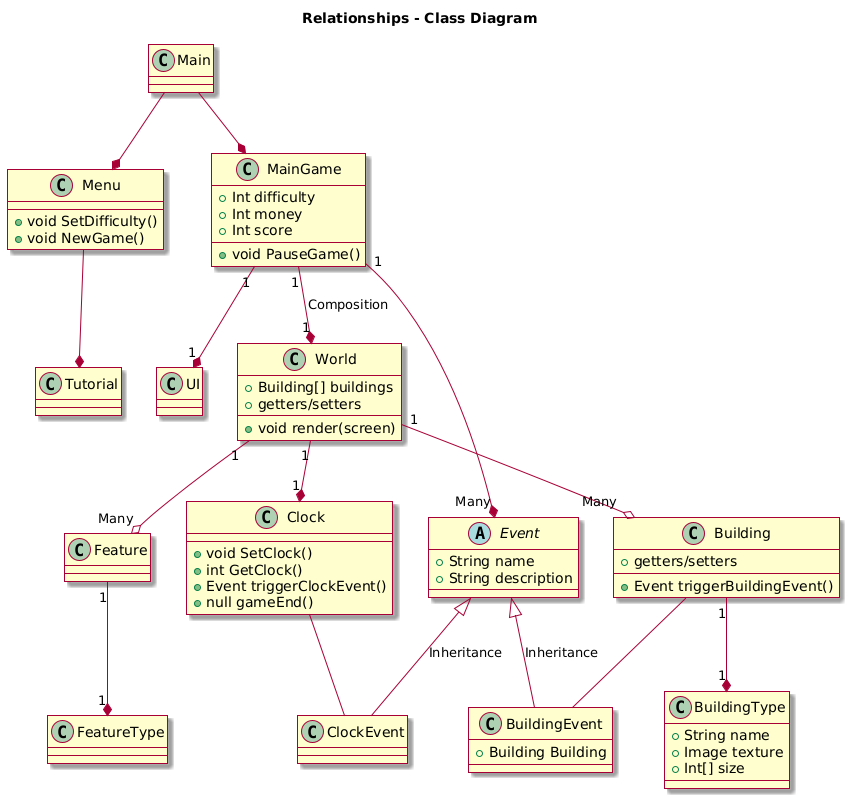 Relationships - Class Diagram
C Main
C Menu
void SetDifficulty()
void NewGame()
C MainGame
Int difficulty
Int money
Int score
void PauseGame()
1
1
1
Composition
1
1
C Tutorial
C UI
C World
Building[] buildings
getters/setters
void render(screen)
1
1
1
Many
1
Many
Many
C Feature
C Clock
void SetClock()
int GetClock()
Event triggerClockEvent()
null gameEnd()
A Event
String name
String description
C Building
getters/setters
Event triggerBuildingEvent()
1
1
Inheritance
Inheritance
1
1
C FeatureType
C ClockEvent
C BuildingEvent
Building Building
C BuildingType
String name
Image texture
Int[] size